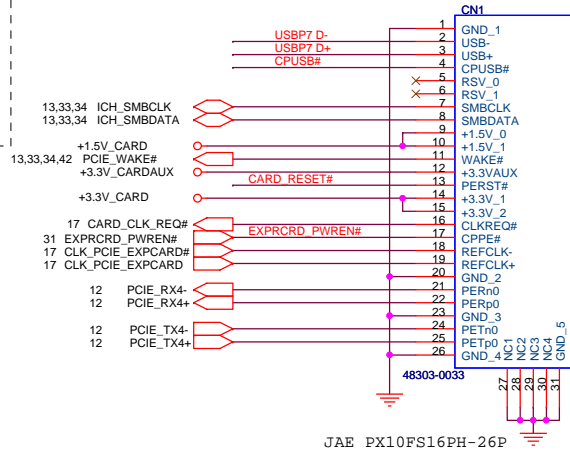 CN1
1 GND_1
USBP7 D- 2 USB-
USBP7 D+ 3 USB+
CPUSB# 4 CPUSB#
5 RSV_0
6 RSV_1
13,33,34 ICH_SMBCLK 7 SMBCLK
13,33,34 ICH_SMBDATA 8 SMBDATA
9 +1.5V_0
+1.5V_CARD 10 +1.5V_1
13,33,34,42 PCIE_WAKE# 11 WAKE#
+3.3V_CARDAUX 12 +3.3VAUX
CARD_RESET# 13 PERST#
+3.3V_CARD 14 +3.3V_1
15 +3.3V_2
17 CARD_CLK_REQ# 16 CLKREQ#
31 EXPRCRD_PWREN# EXPRCRD_PWREN# 17 CPPE#
17 CLK_PCIE_EXPCARD# 18 REFCLK-
17 CLK_PCIE_EXPCARD 19 REFCLK+
20 GND_2
12 PCIE_RX4- 21 PERn0
12 PCIE_RX4+ 22 PERp0
23 GND_3
12 PCIE_TX4- 24 PETn0
12 PCIE_TX4+ 25 PETp0
26 GND_4
NC1 NC2 NC3 NC4 GND_5
48303-0033
27 28 29 30 31
JAE PX10FS16PH-26P